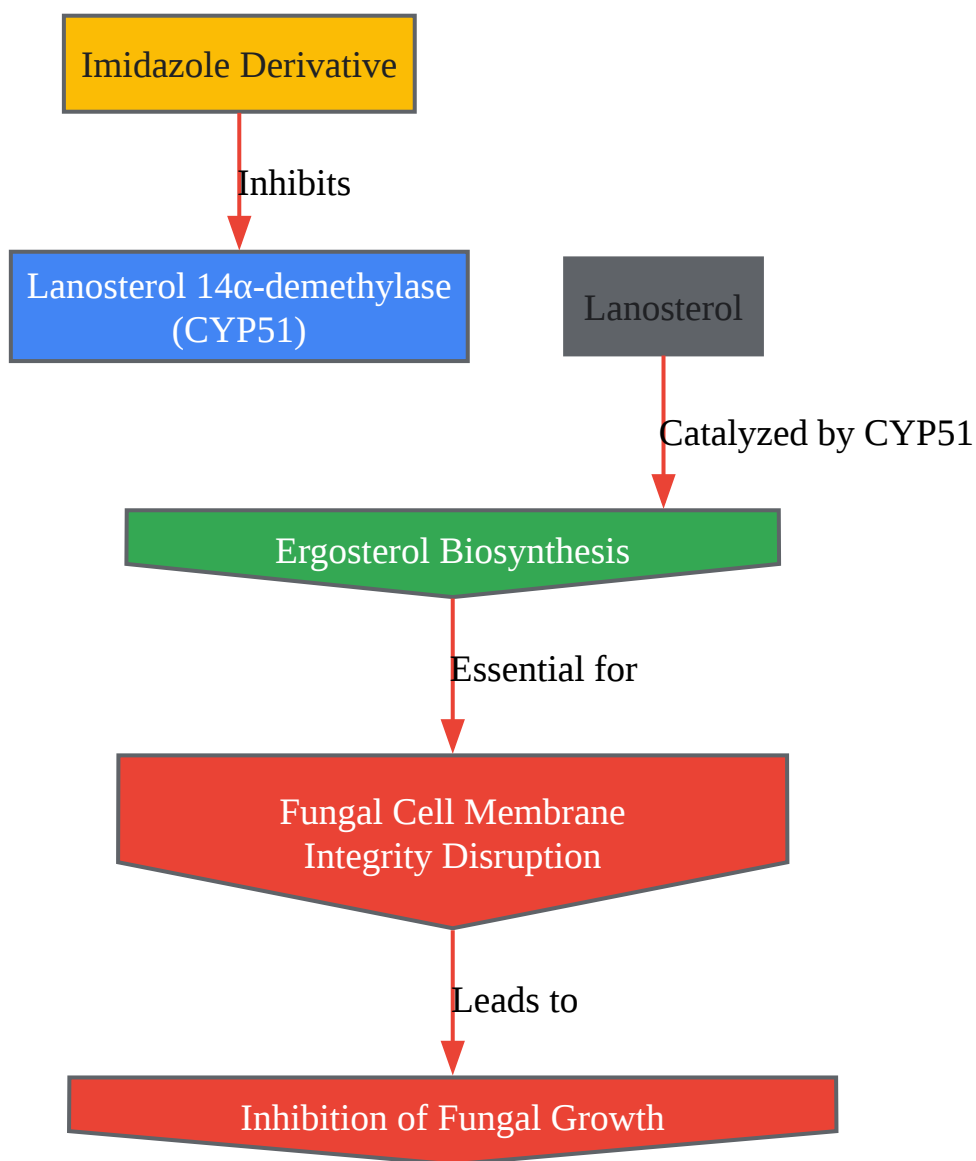 Imidazole Derivative
Inhibits
Lanosterol 14α-demethylase
(CYP51)
Lanosterol
Catalyzed by CYP51
Ergosterol Biosynthesis
Essential for
Fungal Cell Membrane
Integrity Disruption
Leads to
Inhibition of Fungal Growth